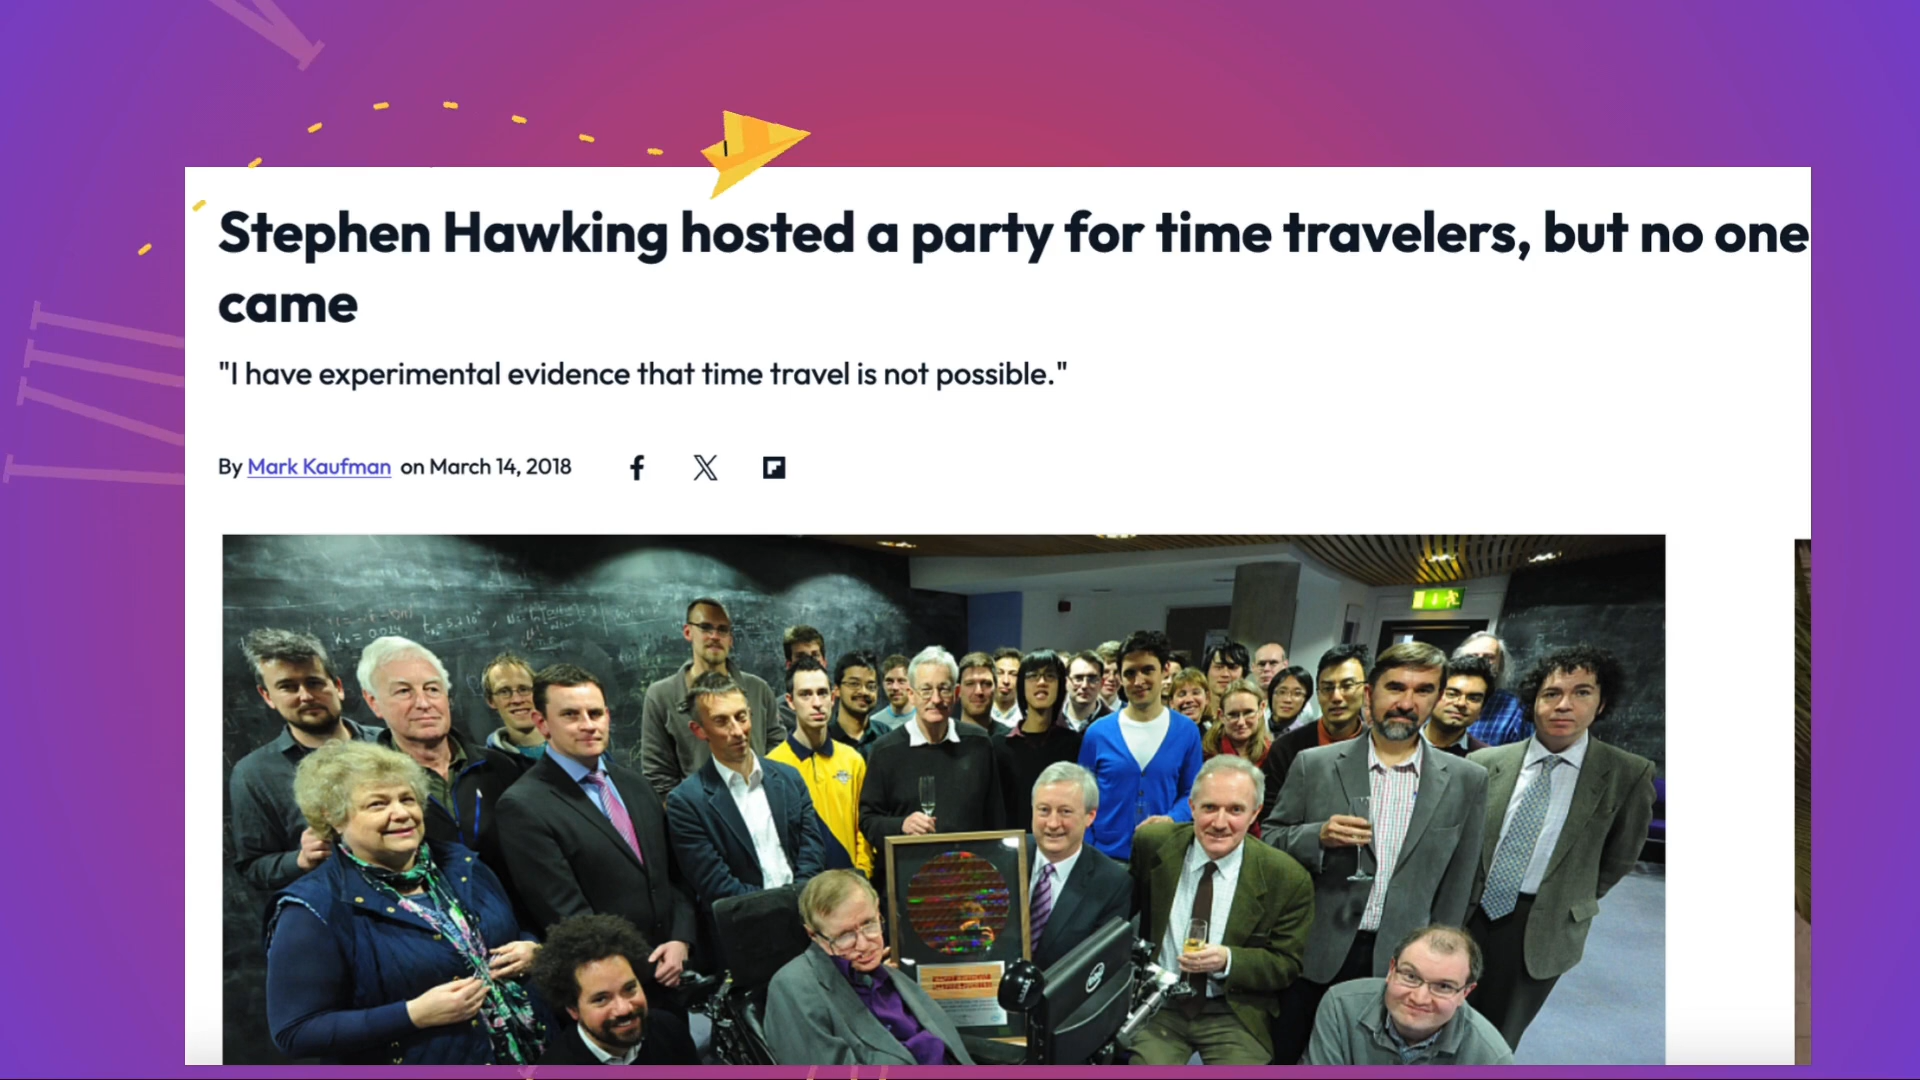 Stephen Hawking hosted a party for time travelers, but no one
came
"I have experimental evidence that time travel is not possible."
By Mark Kaufman on March 14, 2018